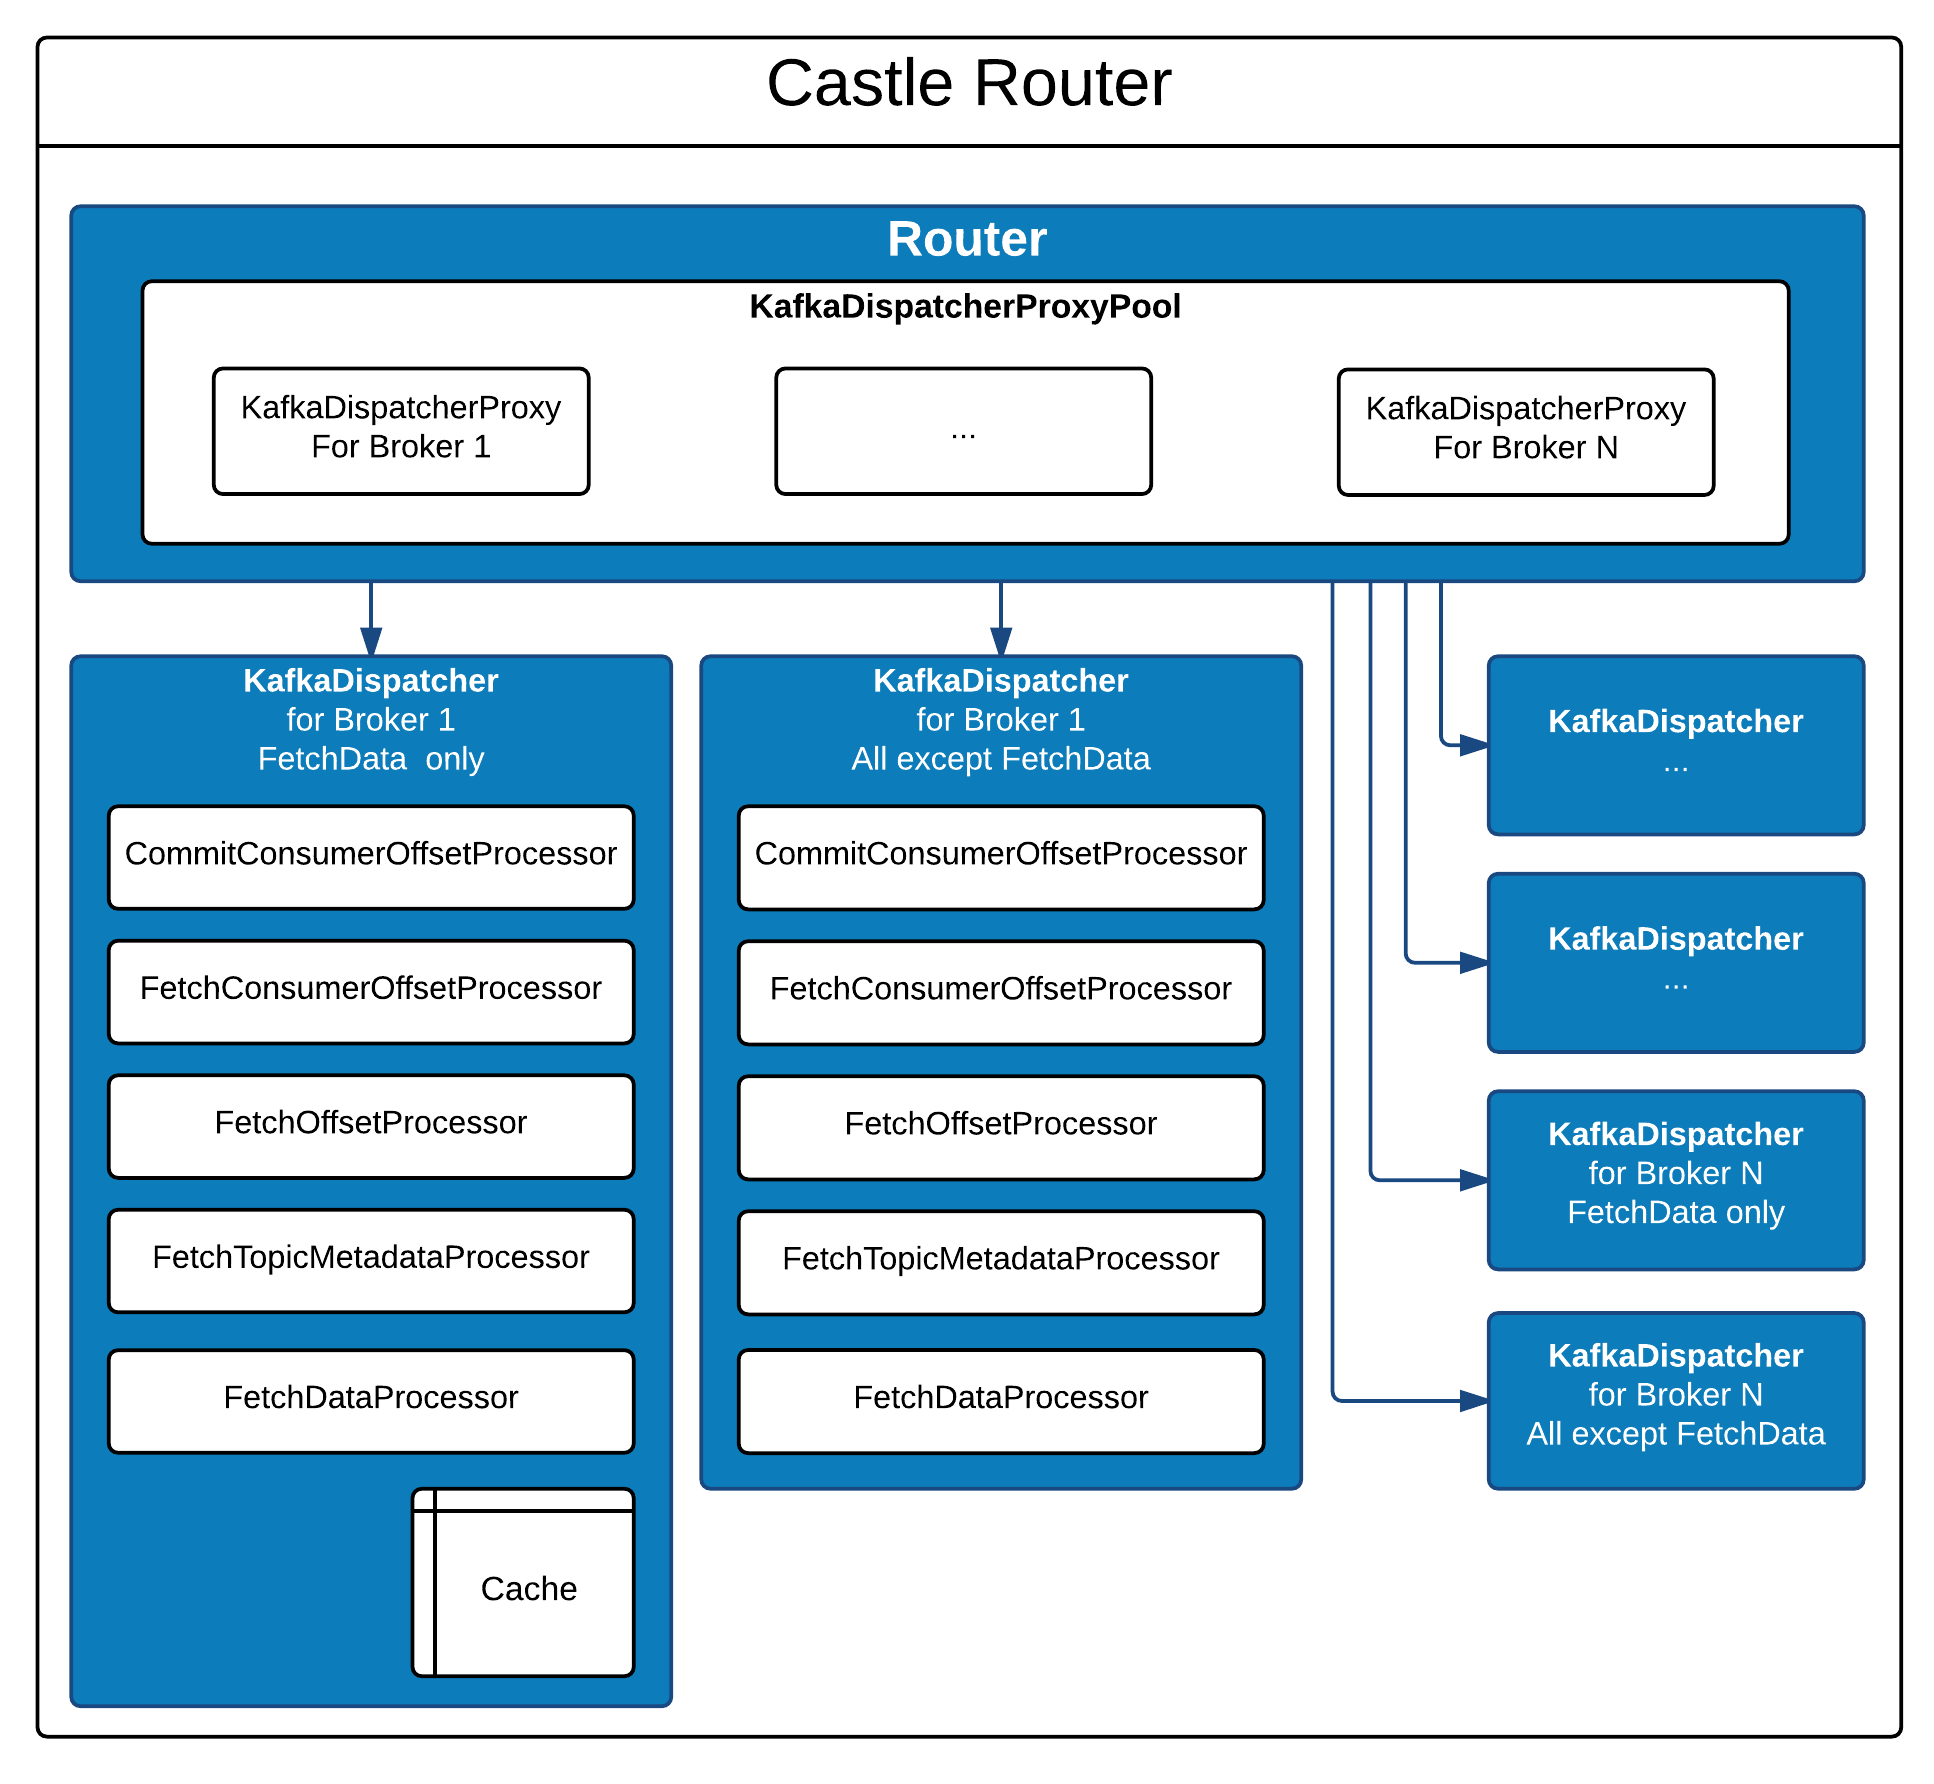 Castle Router
Router
KafkaDispatcherProxyPool
KafkaDispatcherProxy
For Broker 1
...
KafkaDispatcherProxy
For Broker N
KafkaDispatcher
for Broker 1
FetchData  only
CommitConsumerOffsetProcessor
FetchConsumerOffsetProcessor
FetchOffsetProcessor
FetchTopicMetadataProcessor
FetchDataProcessor
Cache
KafkaDispatcher
for Broker 1
All except FetchData
CommitConsumerOffsetProcessor
FetchConsumerOffsetProcessor
FetchOffsetProcessor
FetchTopicMetadataProcessor
FetchDataProcessor
KafkaDispatcher
...
KafkaDispatcher
...
KafkaDispatcher
for Broker N
FetchData only
KafkaDispatcher
for Broker N
All except FetchData